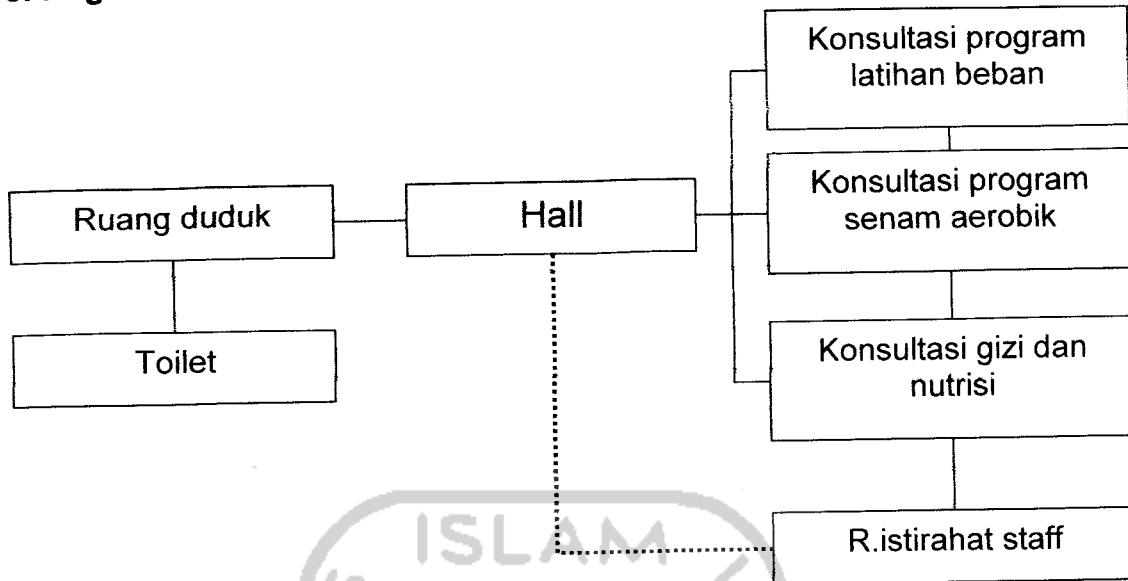 Ruang duduk
Toilet
Hall
Konsultasi program
latihan beban
Konsultasi program
senam aerobik
Konsultasi gizi dan
nutrisi
R.istirahat staff
ISLAM